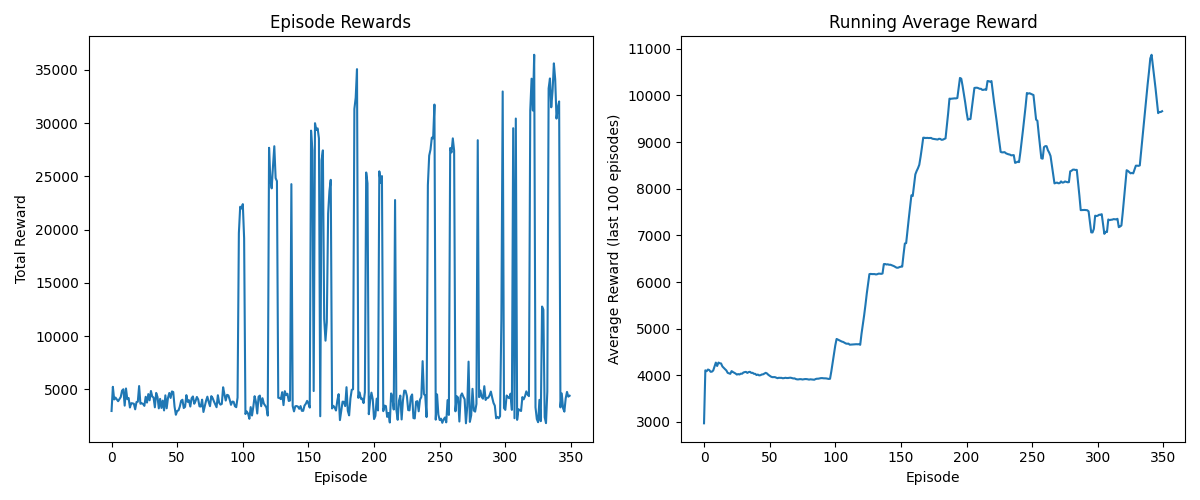 Episode Rewards
Total Reward
35000
30000
25000
20000
15000
10000
5000
0 50 100 150 200 250 300 350
Episode
Running Average Reward
Average Reward (last 100 episodes)
11000
10000
9000
8000
7000
6000
5000
4000
3000
0 50 100 150 200 250 300 350
Episode